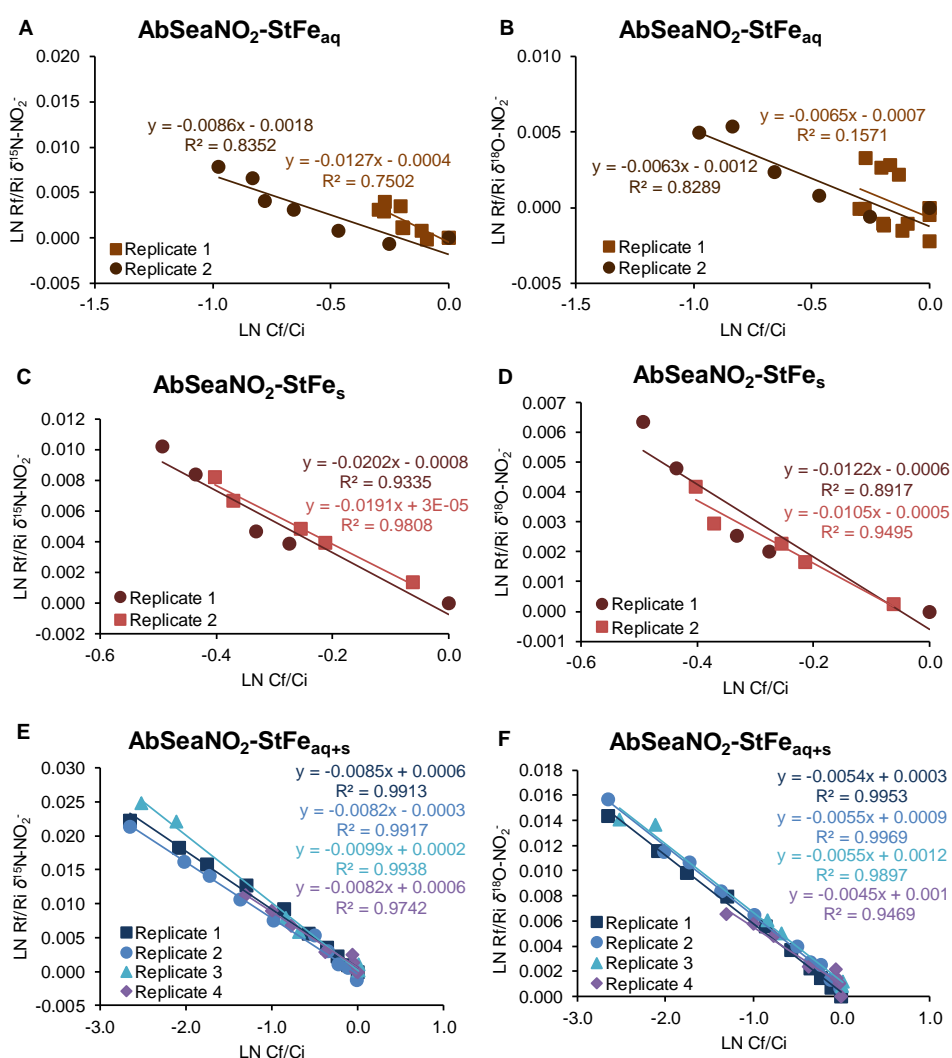 A
AbSeaNO₂-StFeaq
LN Rf/Ri δ¹⁵N-NO₂⁻
0.020
0.015
0.010
0.005
0.000
-0.005
y = -0.0086x - 0.0018
R² = 0.8352
y = -0.0127x - 0.0004
R² = 0.7502
Replicate 1
Replicate 2
-1.5
-1.0
-0.5
0.0
LN Cf/Ci
B
AbSeaNO₂-StFeaq
LN Rf/Ri δ¹⁸O-NO₂⁻
0.010
0.005
0.000
-0.005
y = -0.0065x - 0.0007
R² = 0.1571
y = -0.0063x - 0.0012
R² = 0.8289
Replicate 1
Replicate 2
-1.5
-1.0
-0.5
0.0
LN Cf/Ci
C
AbSeaNO₂-StFes
LN Rf/Ri δ¹⁵N-NO₂⁻
0.012
0.010
0.008
0.006
0.004
0.002
0.000
-0.002
y = -0.0202x - 0.0008
R² = 0.9335
y = -0.0191x + 3E-05
R² = 0.9808
Replicate 1
Replicate 2
-0.6
-0.4
-0.2
0.0
LN Cf/Ci
D
AbSeaNO₂-StFes
LN Rf/Ri δ¹⁸O-NO₂⁻
0.007
0.006
0.005
0.004
0.003
0.002
0.001
0.000
-0.001
y = -0.0122x - 0.0006
R² = 0.8917
y = -0.0105x - 0.0005
R² = 0.9495
Replicate 1
Replicate 2
-0.6
-0.4
-0.2
0.0
LN Cf/Ci
E
AbSeaNO₂-StFeaq+s
LN Rf/Ri δ¹⁵N-NO₂⁻
0.030
0.025
0.020
0.015
0.010
0.005
0.000
-0.005
y = -0.0085x + 0.0006
R² = 0.9913
y = -0.0082x - 0.0003
R² = 0.9917
y = -0.0099x + 0.0002
R² = 0.9938
y = -0.0082x + 0.0006
R² = 0.9742
Replicate 1
Replicate 2
Replicate 3
Replicate 4
-3.0
-2.0
-1.0
0.0
1.0
LN Cf/Ci
F
AbSeaNO₂-StFeaq+s
LN Rf/Ri δ¹⁸O-NO₂⁻
0.018
0.016
0.014
0.012
0.010
0.008
0.006
0.004
0.002
0.000
y = -0.0054x + 0.0003
R² = 0.9953
y = -0.0055x + 0.0009
R² = 0.9969
y = -0.0055x + 0.0012
R² = 0.9897
y = -0.0045x + 0.001
R² = 0.9469
Replicate 1
Replicate 2
Replicate 3
Replicate 4
-3.0
-2.0
-1.0
0.0
1.0
LN Cf/Ci